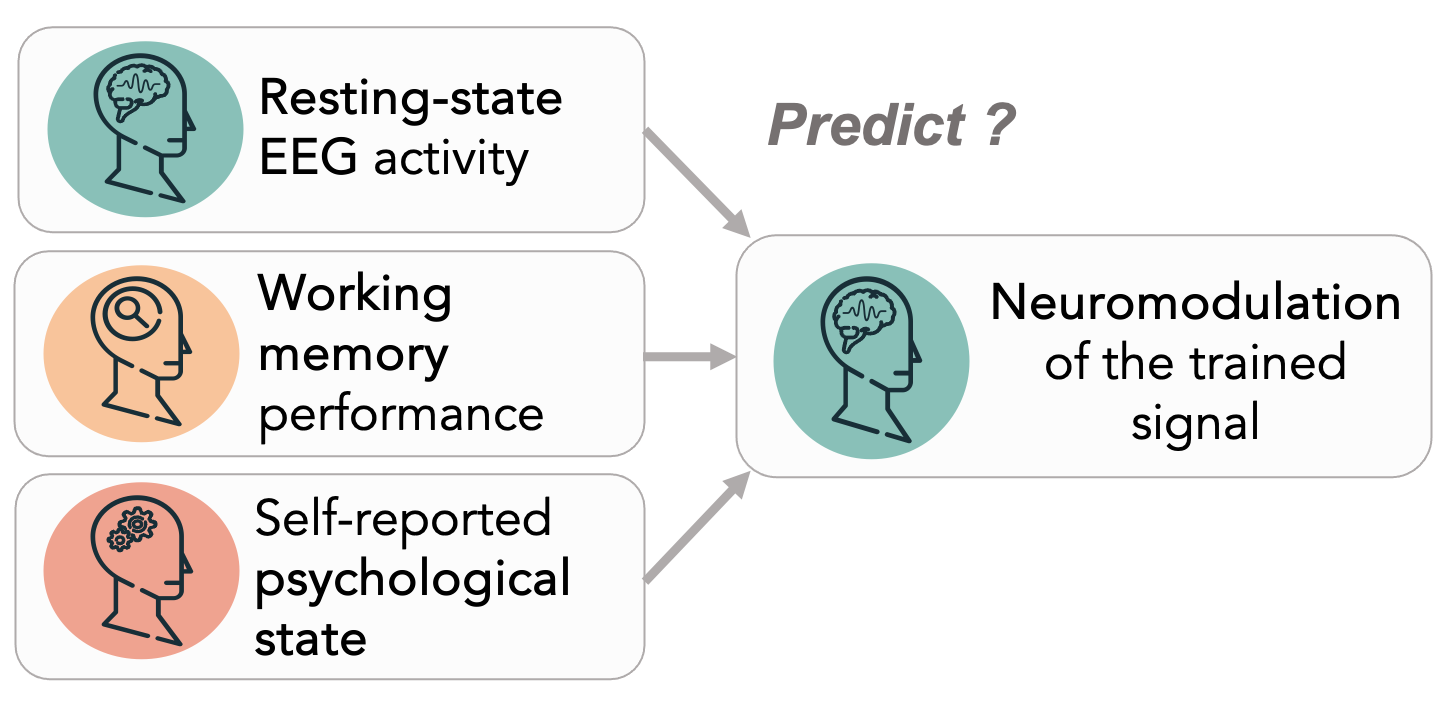 Resting-state
EEG activity
Predict ?
Working
memory
performance
Neuromodulation
of the trained
signal
Self-reported
psychological
state